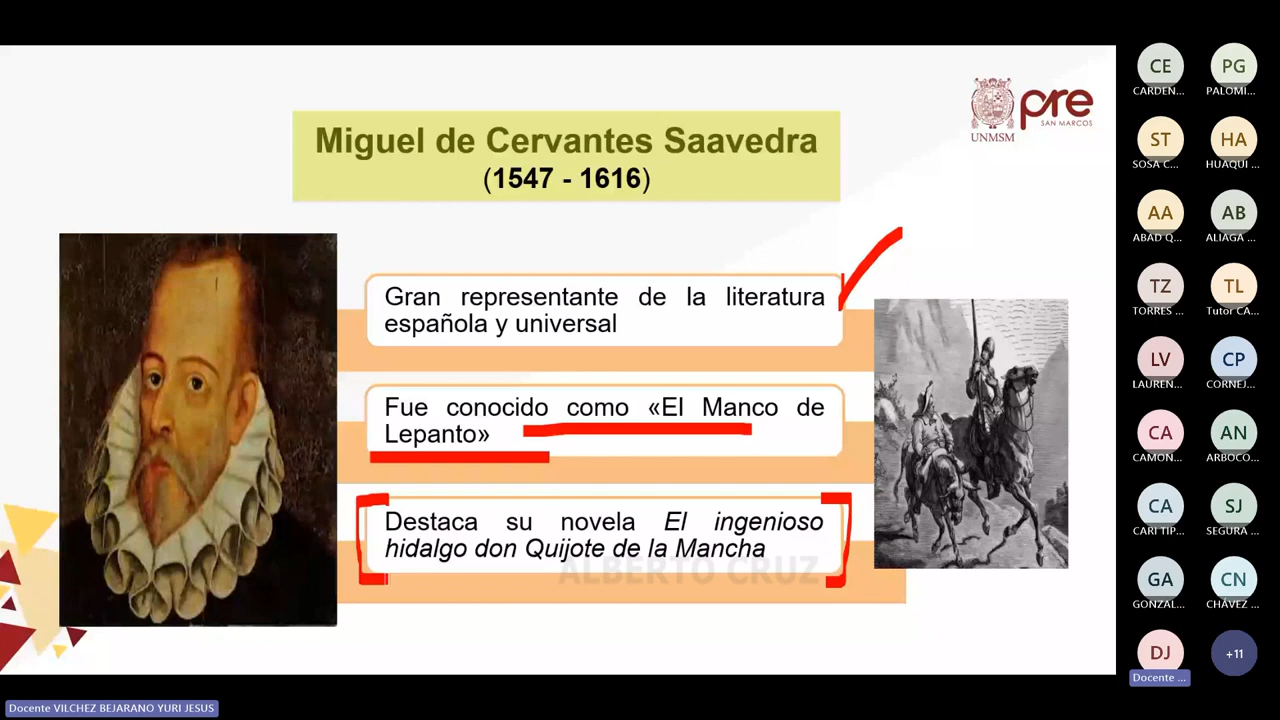 Miguel de Cervantes Saavedra
(1547 - 1616)
UNMSM
pre
SAN MARCOS
Gran representante de la literatura
española y universal
Fue conocido como «El Manco de
Lepanto»
Destaca su novela El ingenioso
hidalgo don Quijote de la Mancha
ALBERTO CRUZ
CE
CARDEN...
PG
PALOMI...
ST
SOSA C...
HA
HUAQUI ...
AA
ABAD Q...
AB
ALIAGA ...
TZ
TORRES ...
TL
Tutor CA...
LV
LAUREN...
CP
CORNEJ...
CA
CAMON...
AN
ARBOCO...
CA
CARI TIP...
SJ
SEGURA ...
GA
GONZAL...
CN
CHÁVEZ ...
DJ
Docente ...
+11
Docente VILCHEZ BEJARANO YURI JESUS